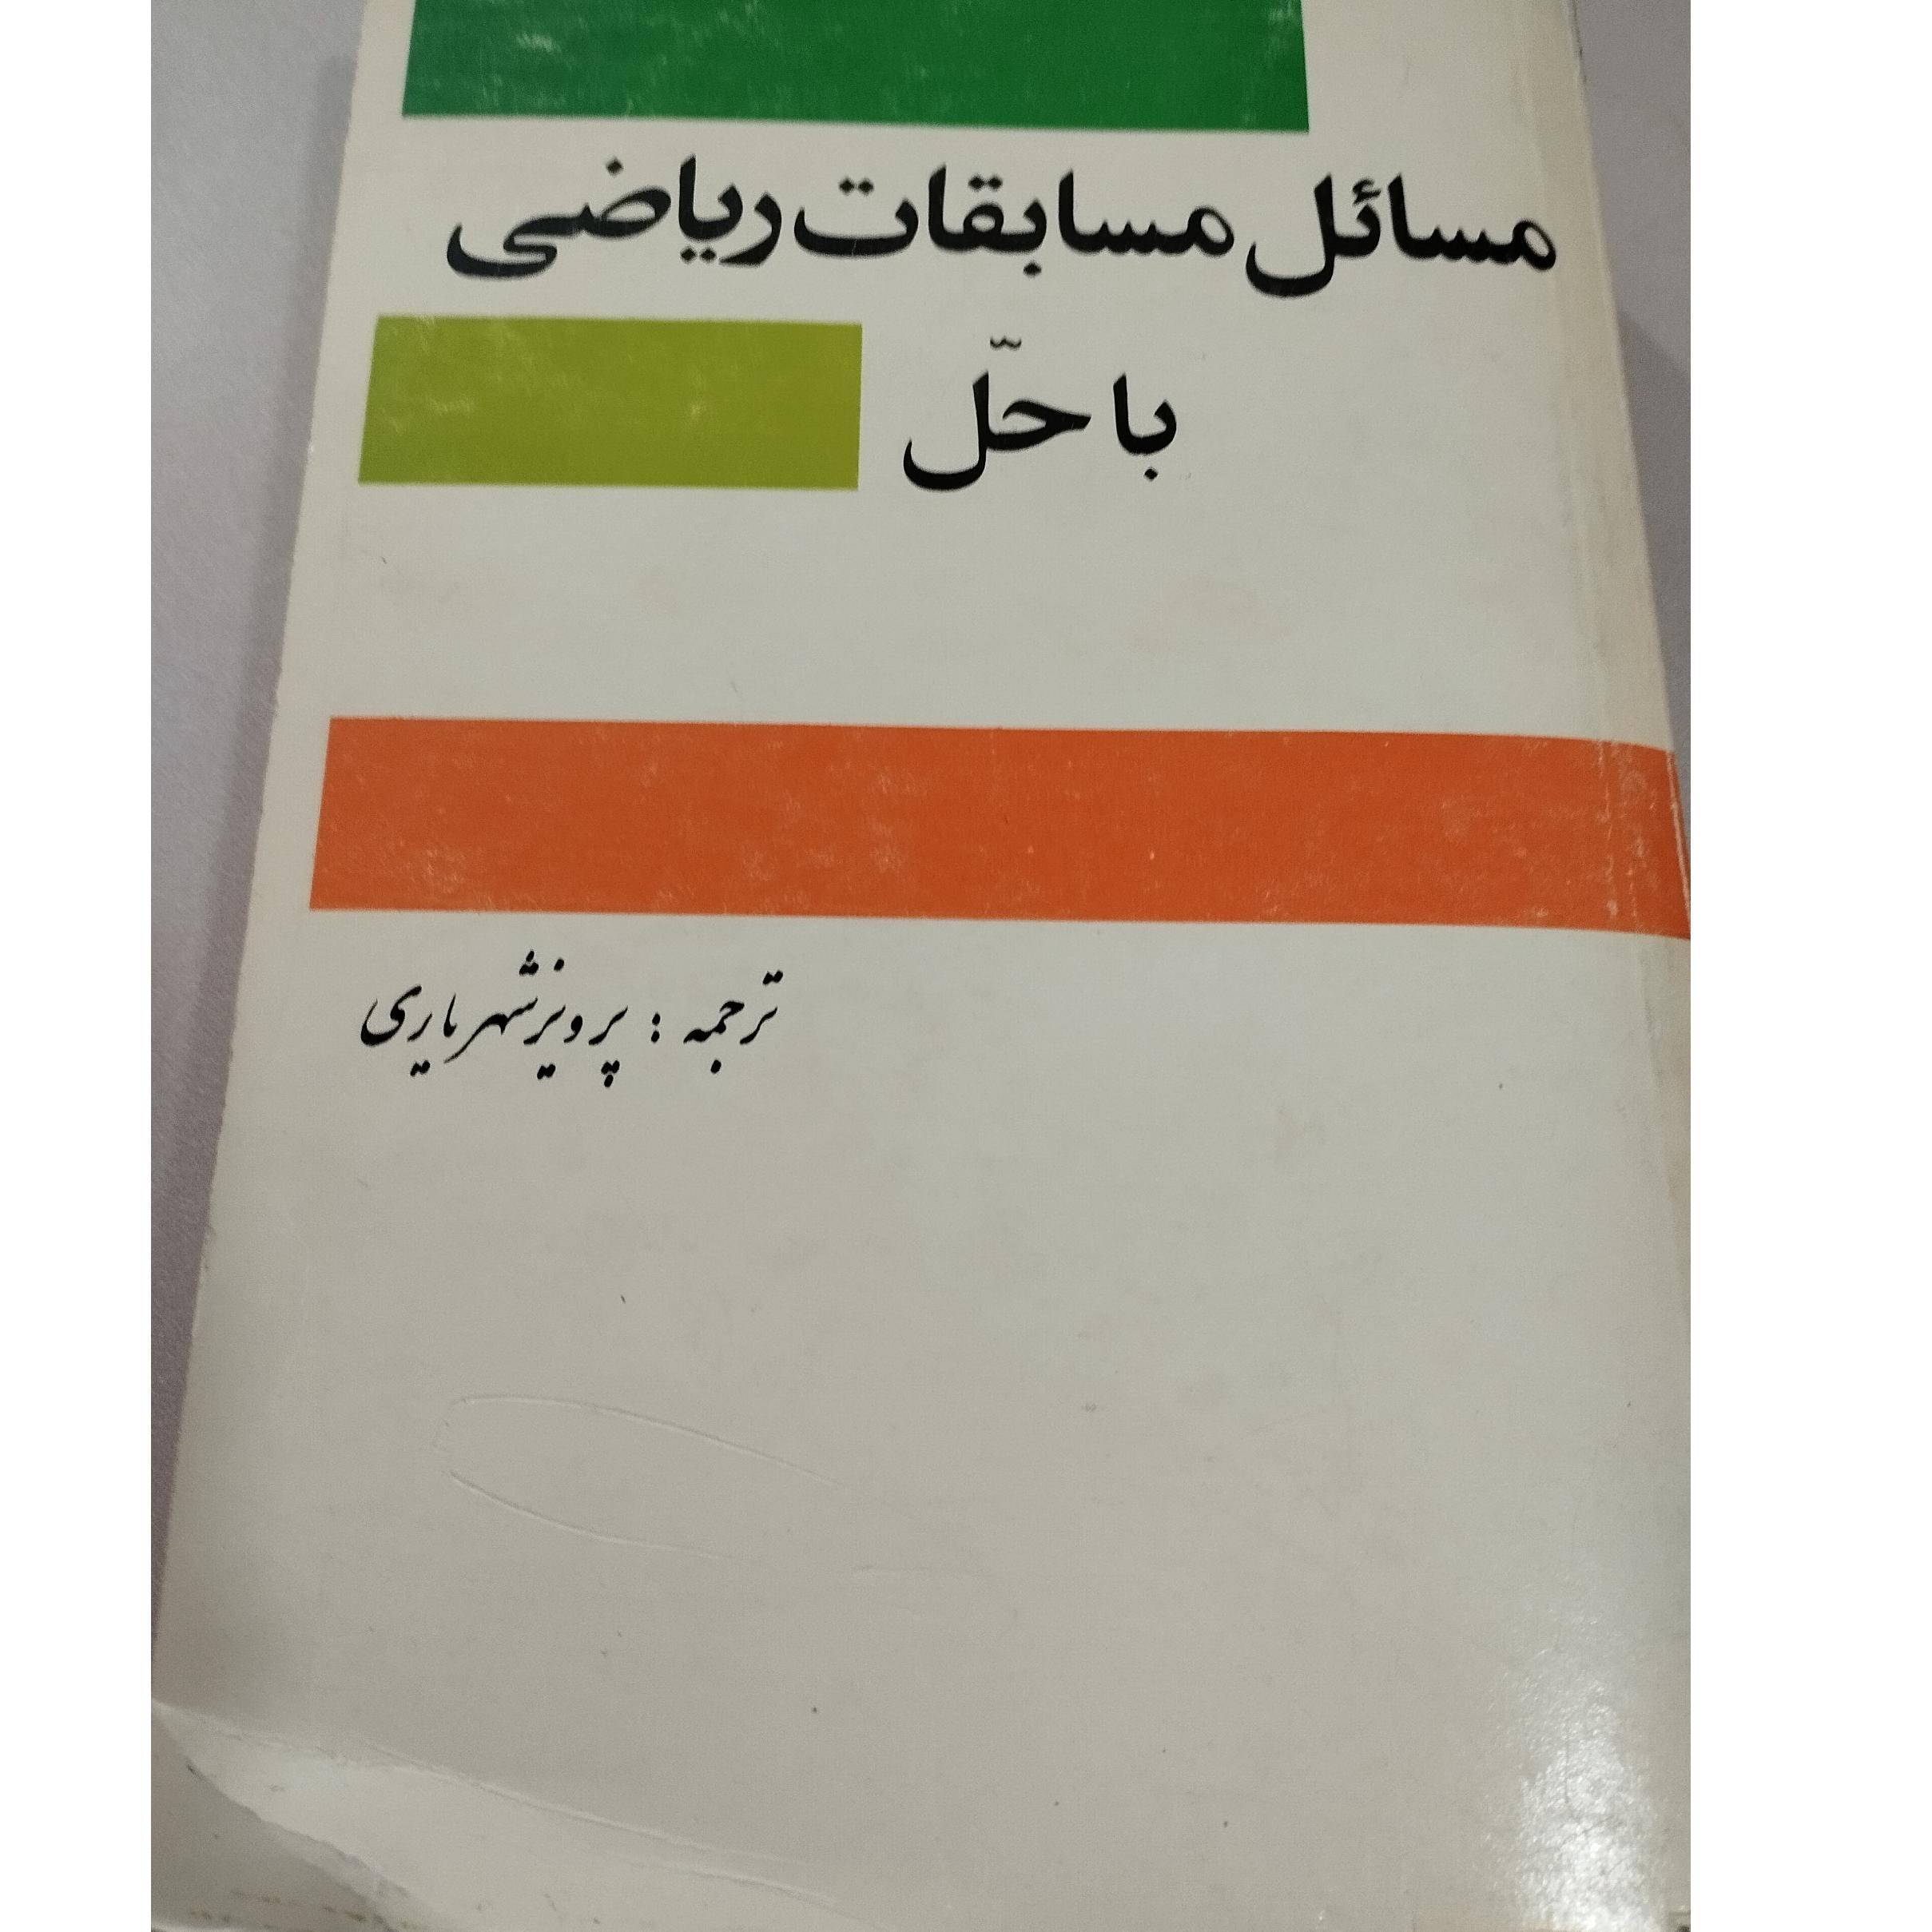 مسائل مسابقات ریاضی
با حلّ
ترجمه : پرویز شهریاری